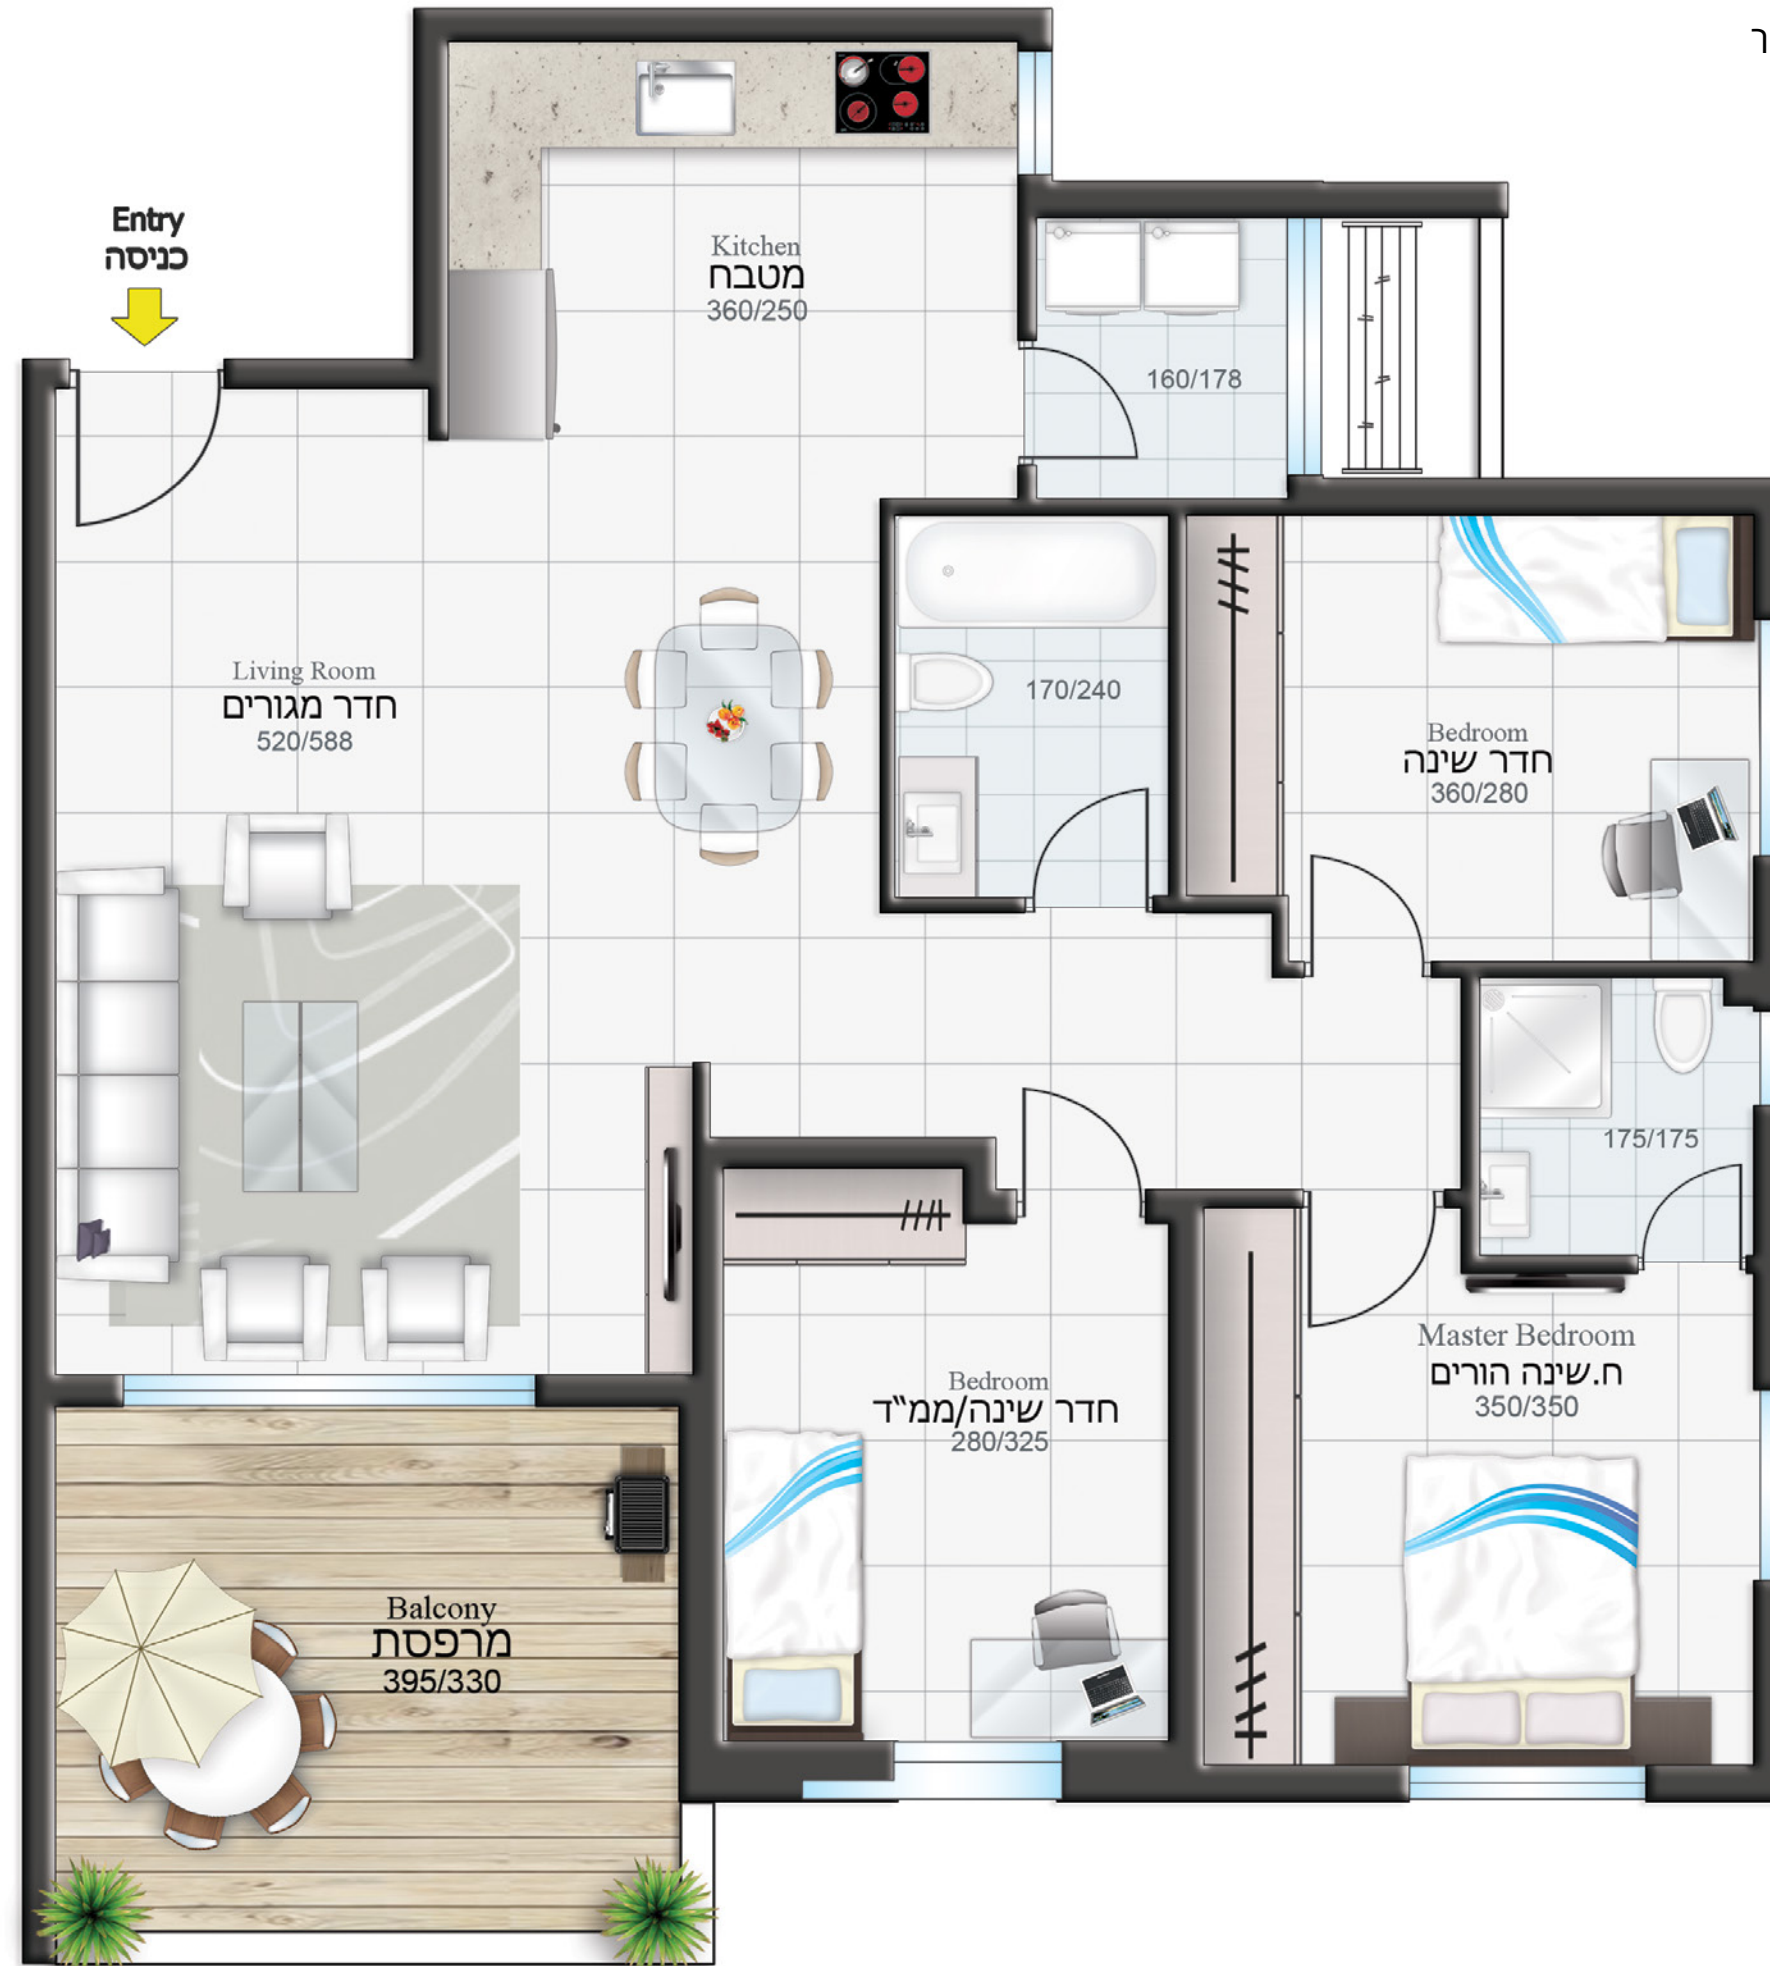 ר
Entry
כניסה
Kitchen
מטבח
360/250
160/178
Living Room
חדר מגורים
520/588
170/240
Bedroom
חדר שינה
360/280
175/175
Master Bedroom
ח.שינה הורים
350/350
Bedroom
חדר שינה/ממ"ד
280/325
Balcony
מרפסת
395/330